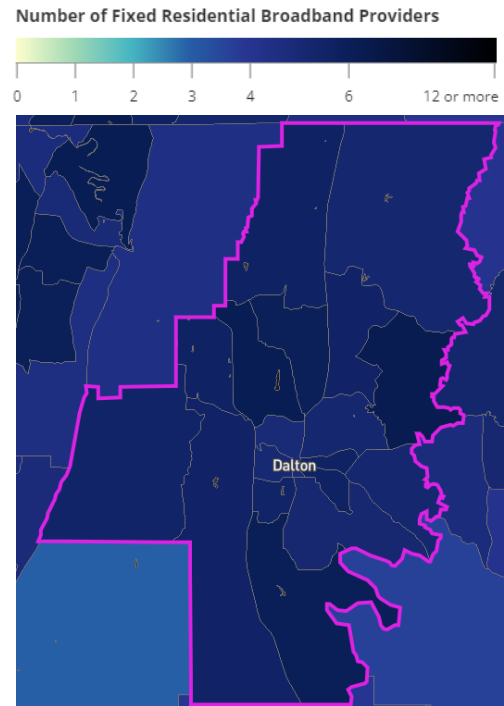 Number of Fixed Residential Broadband Providers
0 1 2 3 4 6 12 or more
Dalton